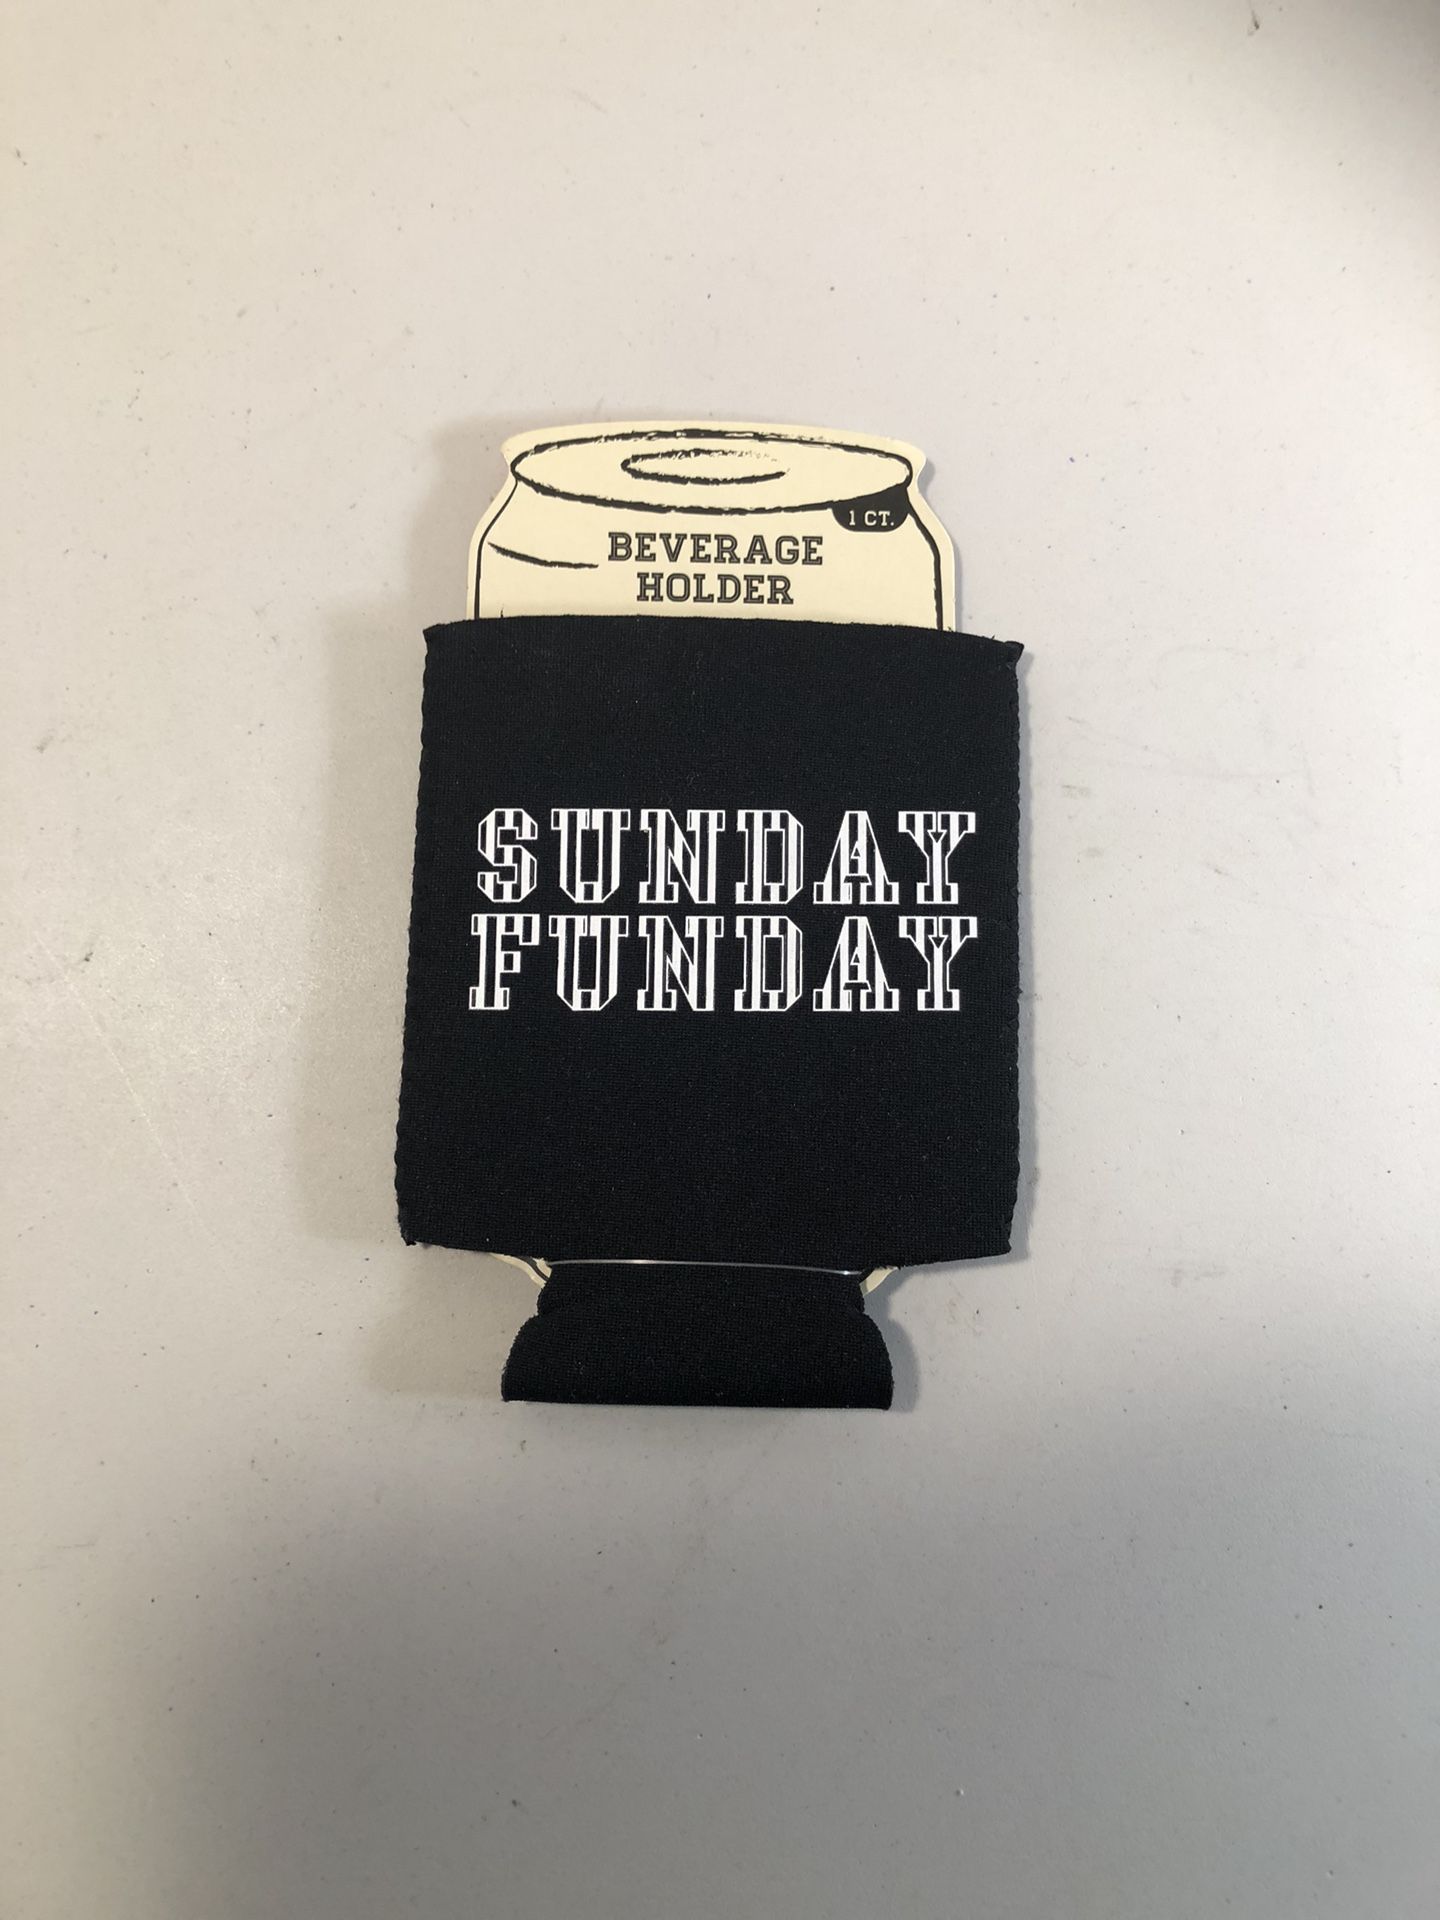 1 CT.
BEVERAGE
HOLDER
SUNDAY
FUNDAY